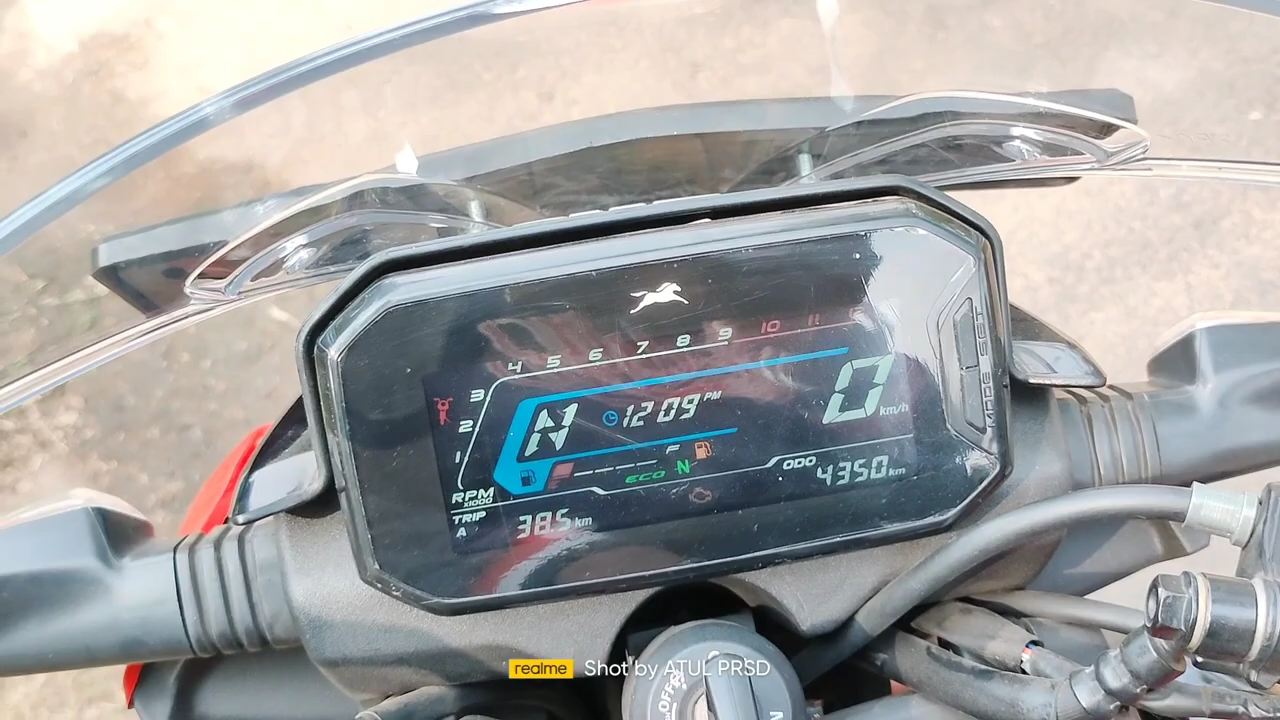 4 5 6 7 8 9 10 11
3
2
1
N
12:09 PM
0
km/h
F
ECO N
RPM
x1000
ODO 4350 km
TRIP
A
38.5 km
MODE SET
OFF
N
realme Shot by ATUL PRSD